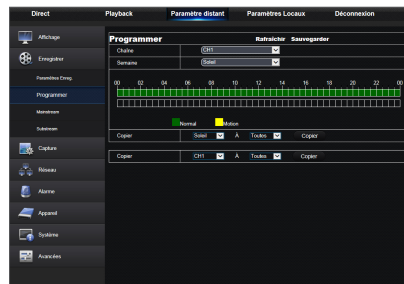 Direct Playback Paramètre distant Paramètres Locaux Déconnexion
Affichage
Enregistrer
Paramètres Enreg.
Programmer
Mainstream
Substream
Capture
Réseau
Alarme
Appareil
Système
Avancées
Programmer Rafraîchir Sauvegarder
Chaîne CH1
Semaine Soleil
00 02 04 06 08 10 12 14 16 18 20 22 00
Normal Motion
Copier Soleil À Toutes Copier
Copier CH1 À Toutes Copier